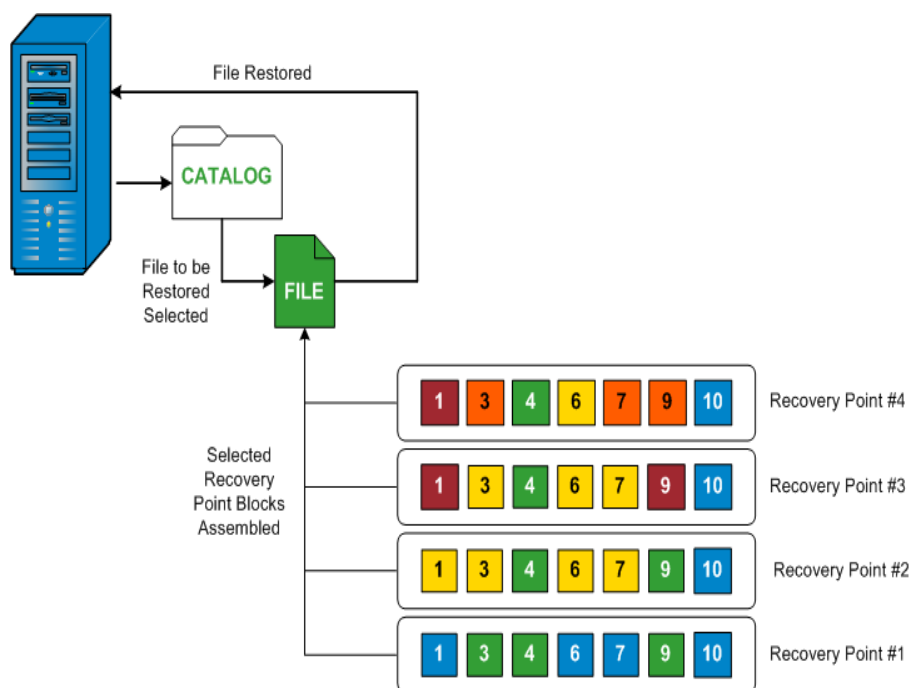 File Restored
CATALOG
File to be
Restored
Selected
FILE
1 3 4 6 7 9 10 Recovery Point #4
Selected
Recovery
Point Blocks
Assembled
1 3 4 6 7 9 10 Recovery Point #3
1 3 4 6 7 9 10 Recovery Point #2
1 3 4 6 7 9 10 Recovery Point #1